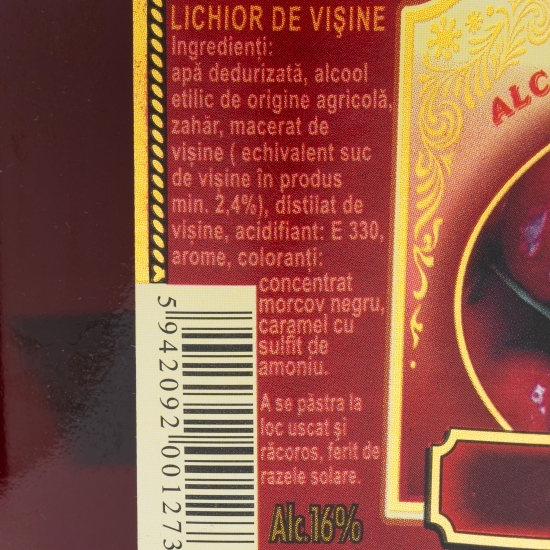 LICHIOR DE VIȘINE
Ingredienti:
apă dedurizată, alcool
etilic de origine agricolă,
zahăr, macerat de
vișine ( echivalent suc
de vișine în produs
min. 2,4%), distilat de
vișine, acidifiant: E 330,
arome, coloranți:
concentrat
morcov negru,
caramel cu
sulfit de
amoniu.
A se păstra la
loc uscat și
răcoros, ferit de
razele solare.
Alc.16%
5 942092 001273
ALC